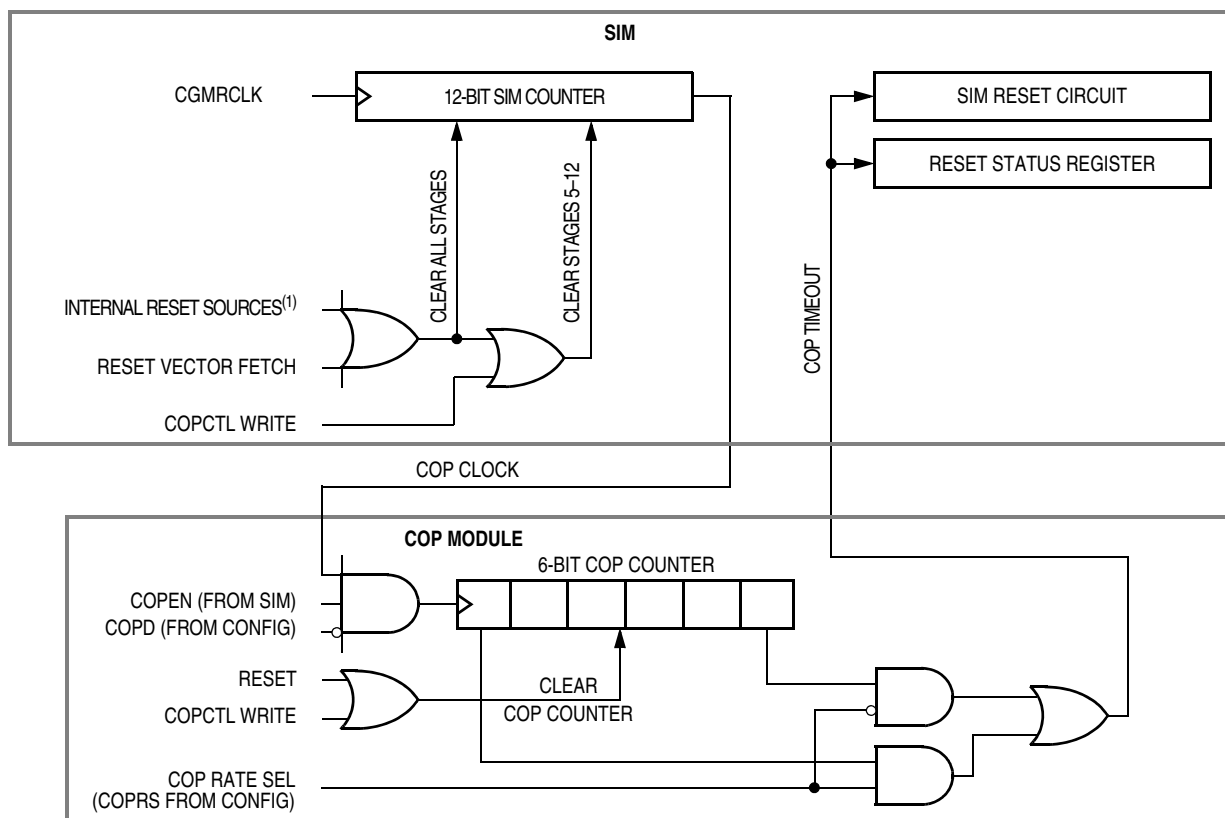 SIM
CGMRCLK
12-BIT SIM COUNTER
SIM RESET CIRCUIT
RESET STATUS REGISTER
CLEAR ALL STAGES
CLEAR STAGES 5–12
COP TIMEOUT
INTERNAL RESET SOURCES(1)
RESET VECTOR FETCH
COPCTL WRITE
COP CLOCK
COP MODULE
6-BIT COP COUNTER
COPEN (FROM SIM)
COPD (FROM CONFIG)
RESET
COPCTL WRITE
CLEAR
COP COUNTER
COP RATE SEL
(COPRS FROM CONFIG)